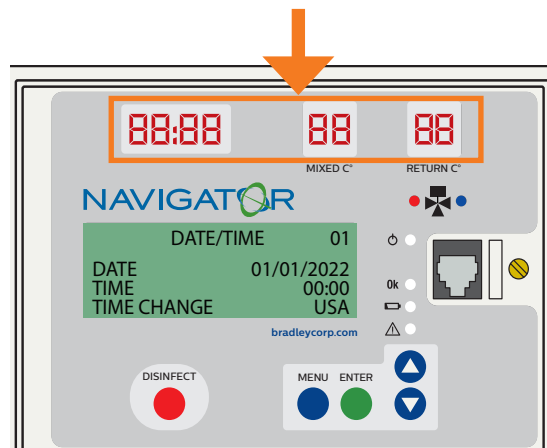 88:88 88 88
MIXED C° RETURN C°
NAVIGATOR
DATE/TIME 01
DATE 01/01/2022
TIME 00:00
TIME CHANGE USA
Ok
bradleycorp.com
DISINFECT MENU ENTER